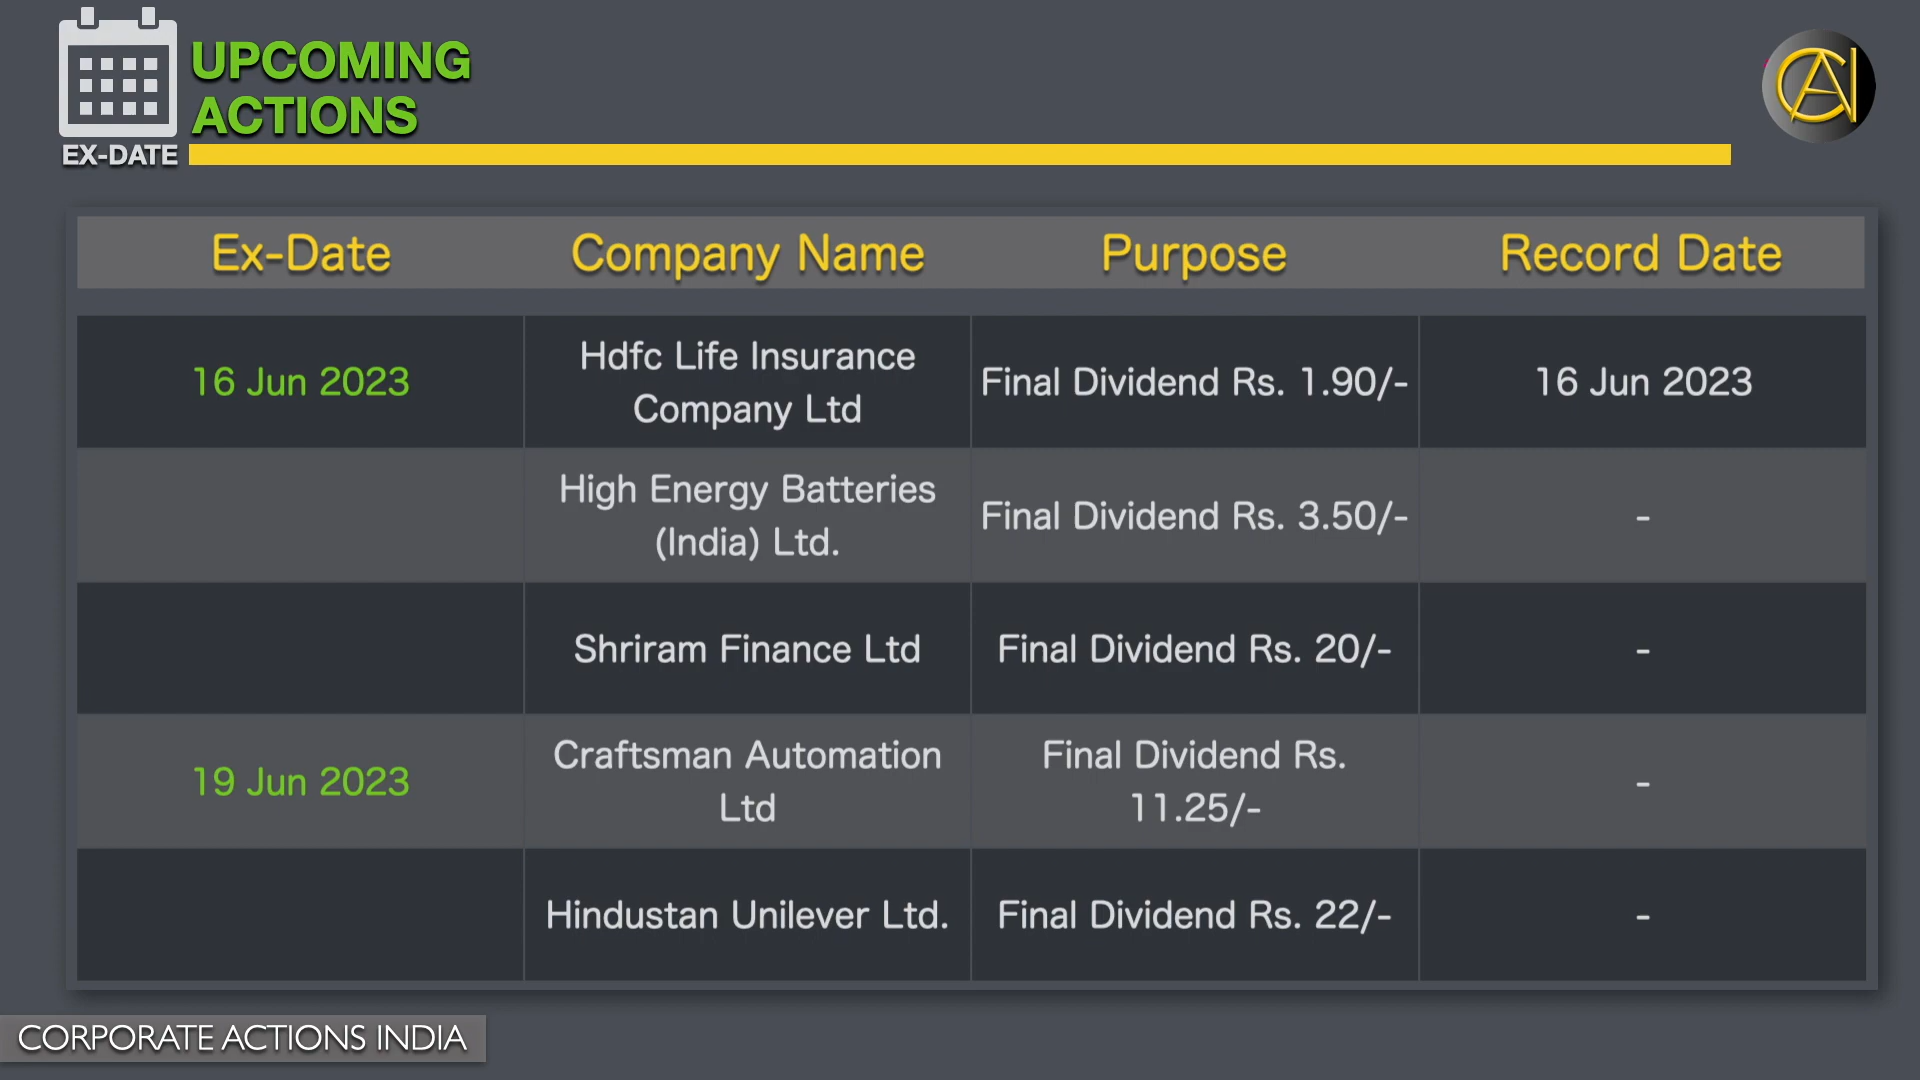 UPCOMING
ACTIONS
EX-DATE
CAI
Ex-Date Company Name Purpose Record Date
16 Jun 2023 Hdfc Life Insurance Company Ltd Final Dividend Rs. 1.90/- 16 Jun 2023
High Energy Batteries (India) Ltd. Final Dividend Rs. 3.50/- -
Shriram Finance Ltd Final Dividend Rs. 20/- -
19 Jun 2023 Craftsman Automation Ltd Final Dividend Rs. 11.25/- -
Hindustan Unilever Ltd. Final Dividend Rs. 22/- -
CORPORATE ACTIONS INDIA